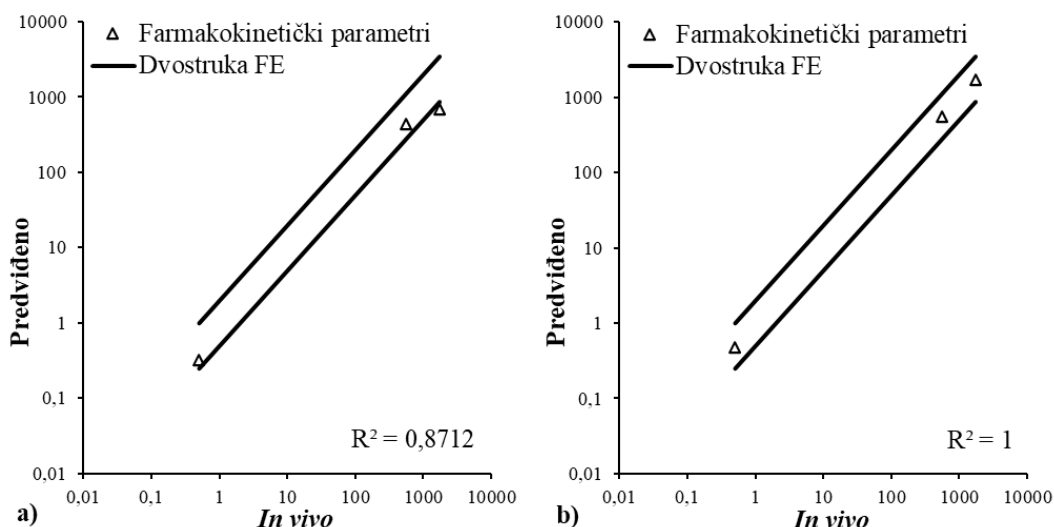 10000
1000
100
10
1
0,1
0,01
Predviđeno
Farmakokinetički parametri
Dvostruka FE
R² = 0,8712
0,01 0,1 1 10 100 1000 10000
a) In vivo
10000
1000
100
10
1
0,1
0,01
Predviđeno
Farmakokinetički parametri
Dvostruka FE
R² = 1
0,01 0,1 1 10 100 1000 10000
b) In vivo